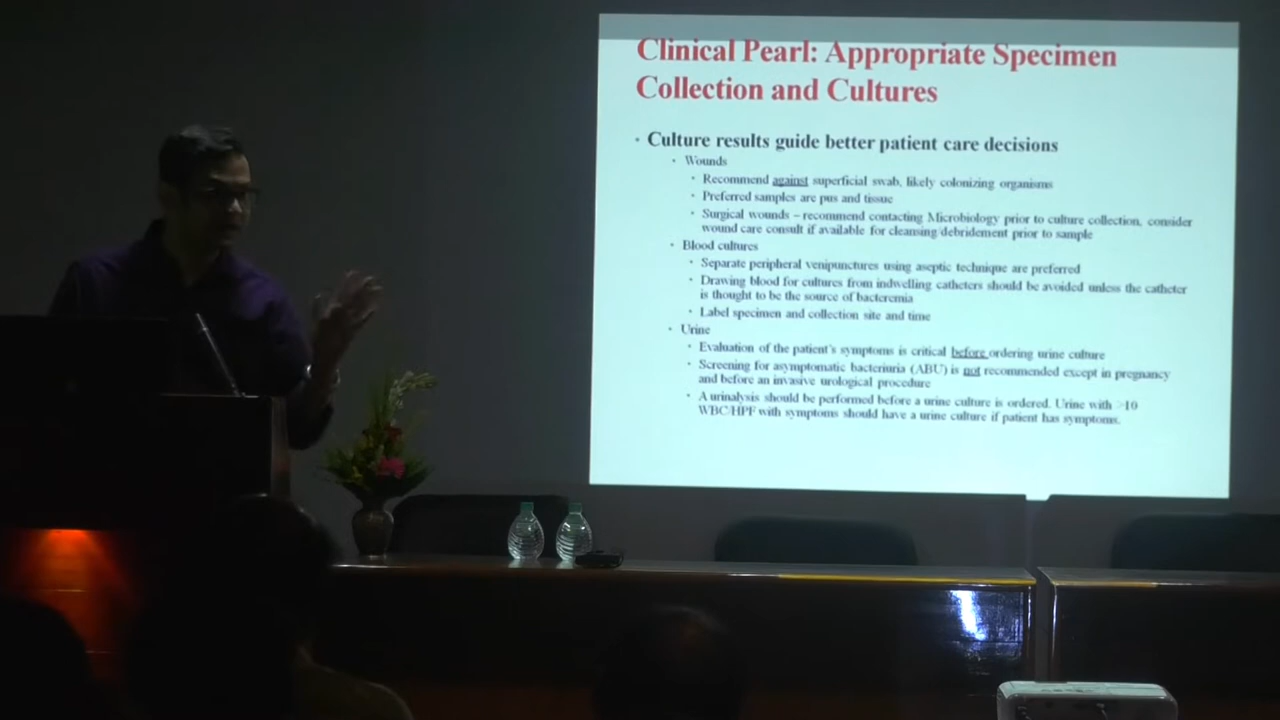 Clinical Pearl: Appropriate Specimen
Collection and Cultures
• Culture results guide better patient care decisions
• Wounds
• Recommend against superficial swab, likely colonizing organisms
• Preferred samples are pus and tissue
• Surgical wounds – recommend contacting Microbiology prior to culture collection, consider
wound care consult if available for cleansing/debridement prior to sample
• Blood cultures
• Separate peripheral venipunctures using aseptic technique are preferred
• Drawing blood for cultures from indwelling catheters should be avoided unless the catheter
is thought to be the source of bacteremia
• Label specimen and collection site and time
• Urine
• Evaluation of the patient's symptoms is critical before ordering urine culture
• Screening for asymptomatic bacteriuria (ABU) is not recommended except in pregnancy
and before an invasive urological procedure
• A urinalysis should be performed before a urine culture is ordered. Urine with >10
WBC/HPF with symptoms should have a urine culture if patient has symptoms.